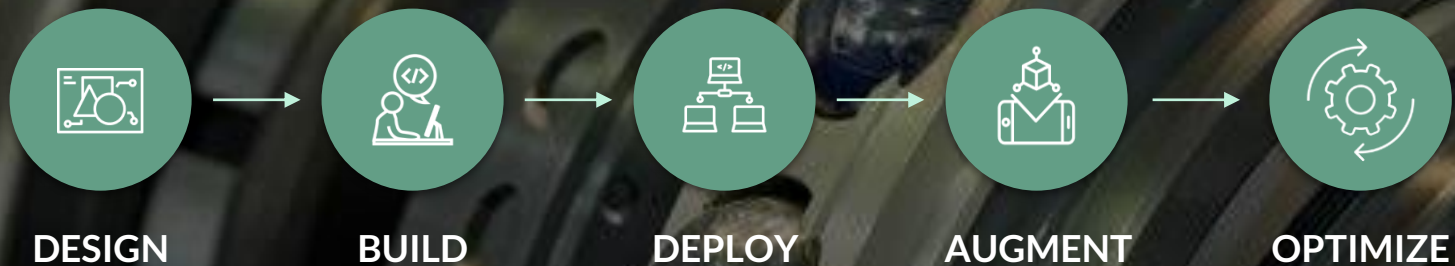 DESIGN
BUILD
DEPLOY
AUGMENT
OPTIMIZE